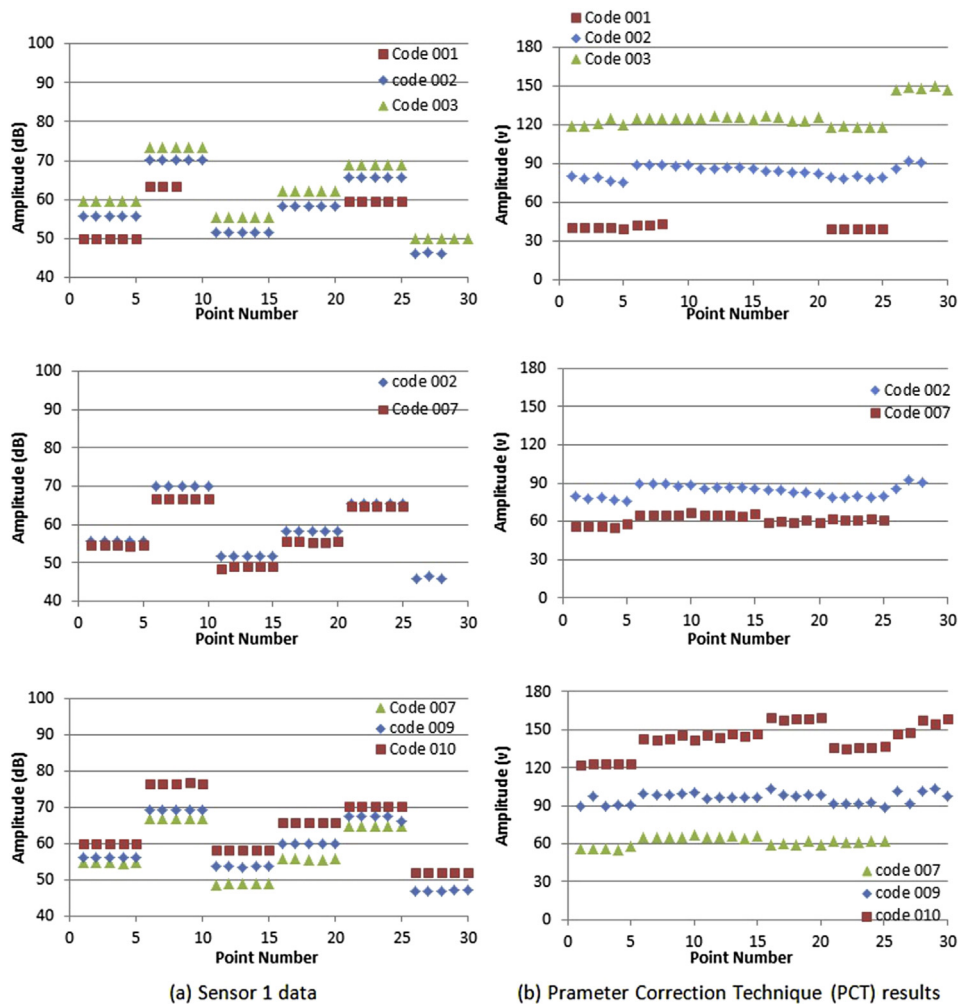 100
90
80
70
60
50
40
0
5
10
15
20
25
30
Amplitude (dB)
Point Number
Code 001
code 002
Code 003
Code 001
Code 002
Code 003
180
150
120
90
60
30
0
0
5
10
15
20
25
30
Amplitude (v)
Point Number
100
90
80
70
60
50
40
0
5
10
15
20
25
30
Amplitude (dB)
Point Number
code 002
Code 007
180
150
120
90
60
30
0
0
5
10
15
20
25
30
Amplitude (v)
Point Number
Code 002
Code 007
100
90
80
70
60
50
40
0
5
10
15
20
25
30
Amplitude (dB)
Point Number
Code 007
code 009
Code 010
180
150
120
90
60
30
0
0
5
10
15
20
25
30
Amplitude (v)
Point Number
code 007
code 009
code 010
(a) Sensor 1 data
(b) Prameter Correction Technique (PCT) results